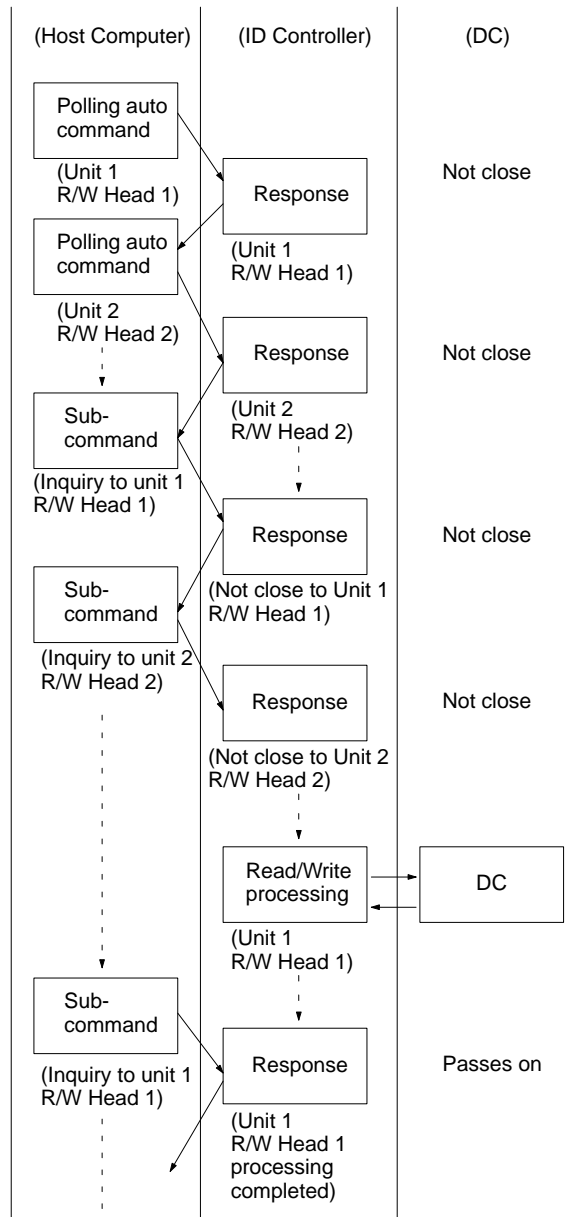 (Host Computer)
(ID Controller)
(DC)
Polling auto
command
(Unit 1
R/W Head 1)
Response
Not close
(Unit 1
R/W Head 1)
Polling auto
command
(Unit 2
R/W Head 2)
Response
Not close
(Unit 2
R/W Head 2)
Sub-
command
(Inquiry to unit 1
R/W Head 1)
Response
Not close
(Not close to Unit 1
R/W Head 1)
Sub-
command
(Inquiry to unit 2
R/W Head 2)
Response
Not close
(Not close to Unit 2
R/W Head 2)
Read/Write
processing
DC
(Unit 1
R/W Head 1)
Sub-
command
(Inquiry to unit 1
R/W Head 1)
Response
Passes on
(Unit 1
R/W Head 1
processing
completed)